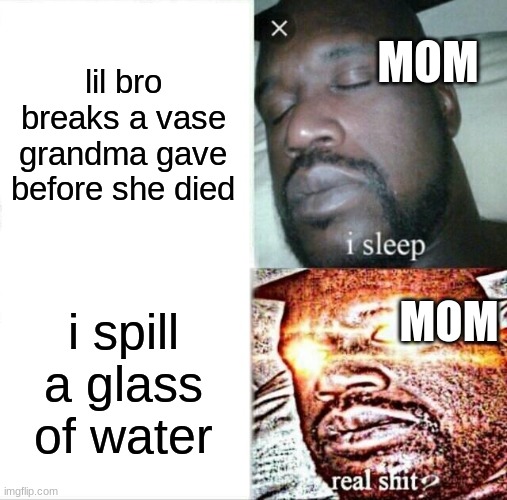 lil bro
breaks a vase
grandma gave
before she died
MOM
i sleep
i spill
a glass
of water
MOM
real shit?
imgflip.com